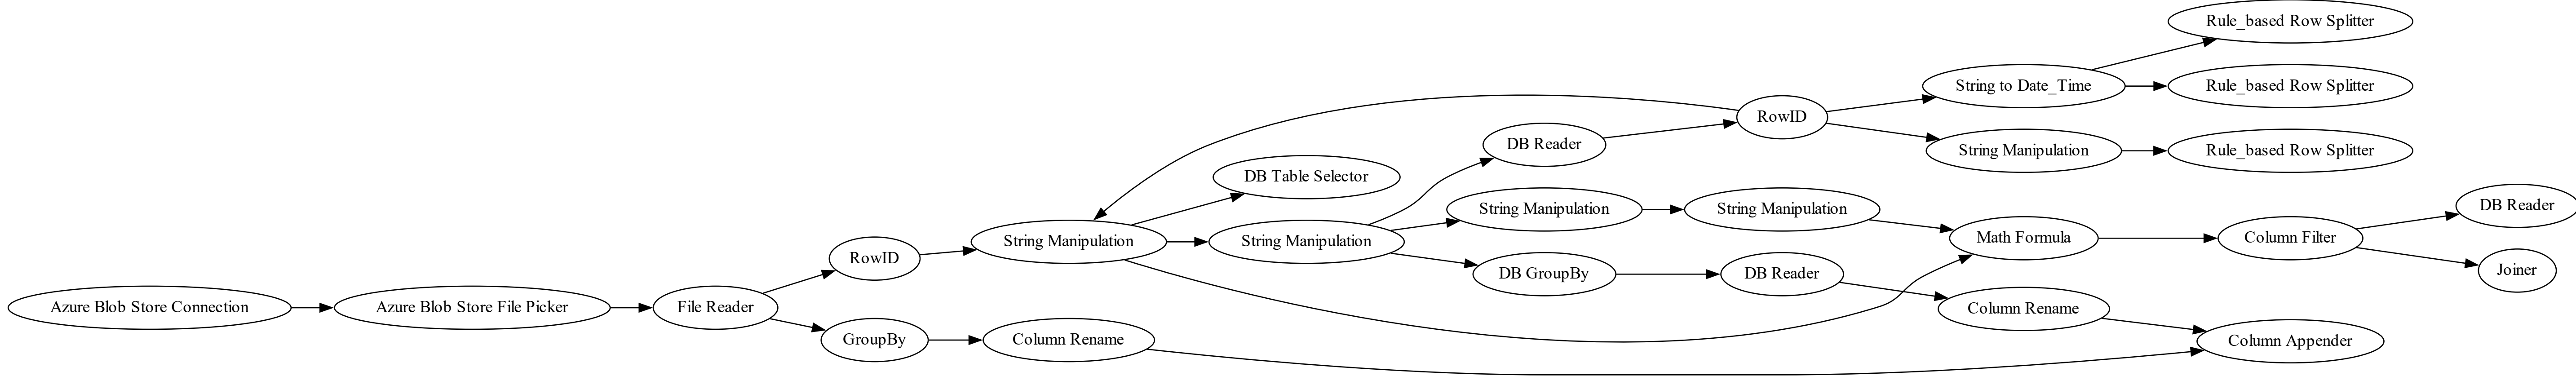 Rule_based Row Splitter
String to Date_Time
Rule_based Row Splitter
RowID
DB Reader
String Manipulation
Rule_based Row Splitter
DB Table Selector
String Manipulation
String Manipulation
DB Reader
String Manipulation
String Manipulation
Math Formula
Column Filter
RowID
DB GroupBy
DB Reader
Joiner
Azure Blob Store Connection
Azure Blob Store File Picker
File Reader
Column Rename
GroupBy
Column Rename
Column Appender